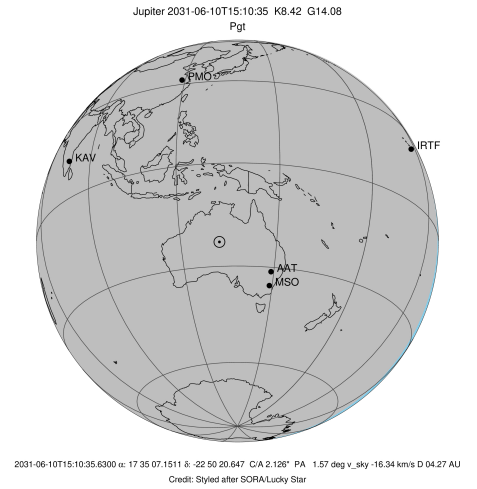 Jupiter 2031-06-10T15:10:35 K8.42 G14.08
Pgt
PMO
IRTF
KAV
AAT
MSO
2031-06-10T15:10:35.6300 α: 17 35 07.1511 δ: -22 50 20.647 C/A 2.126" PA 1.57 deg v_sky -16.34 km/s D 04.27 AU
Credit: Styled after SORA/Lucky Star